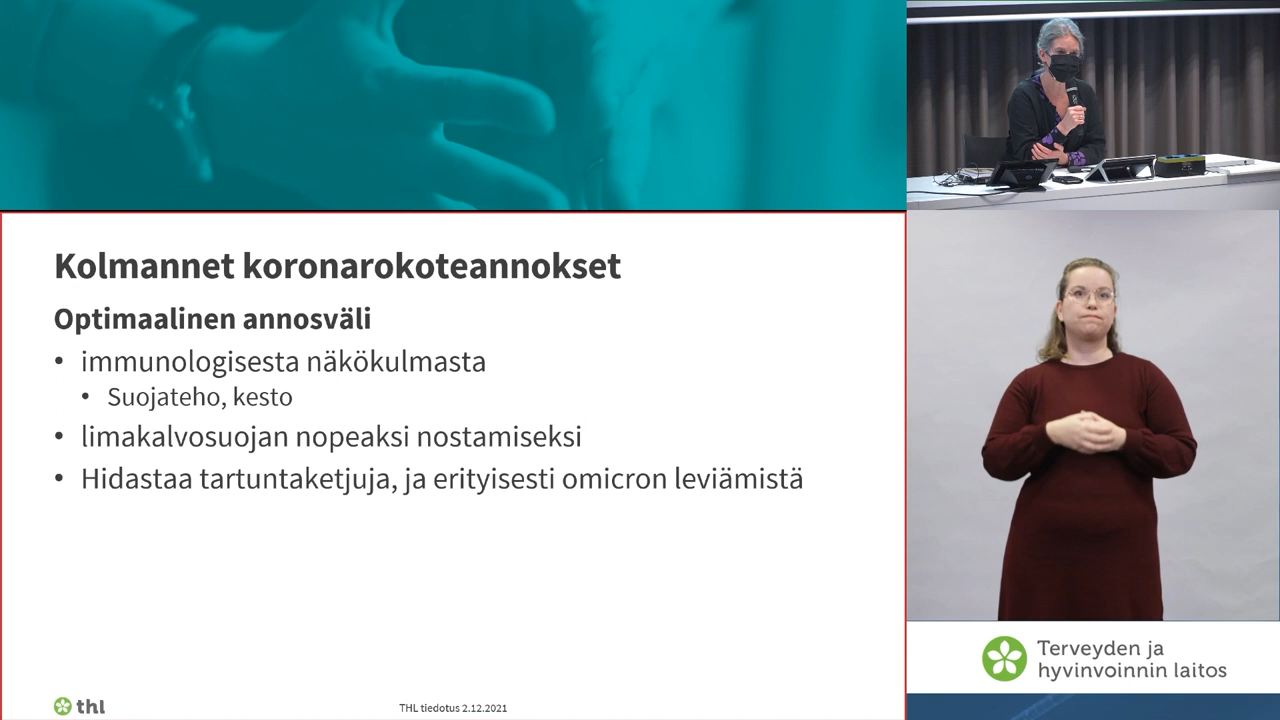 Kolmannet koronarokoteannokset
Optimaalinen annosväli
• immunologisesta näkökulmasta
• Suojateho, kesto
• limakalvosuojan nopeaksi nostamiseksi
• Hidastaa tartuntaketjuja, ja erityisesti omicron leviämistä
thl
THL tiedotus 2.12.2021
Terveyden ja
hyvinvoinnin laitos